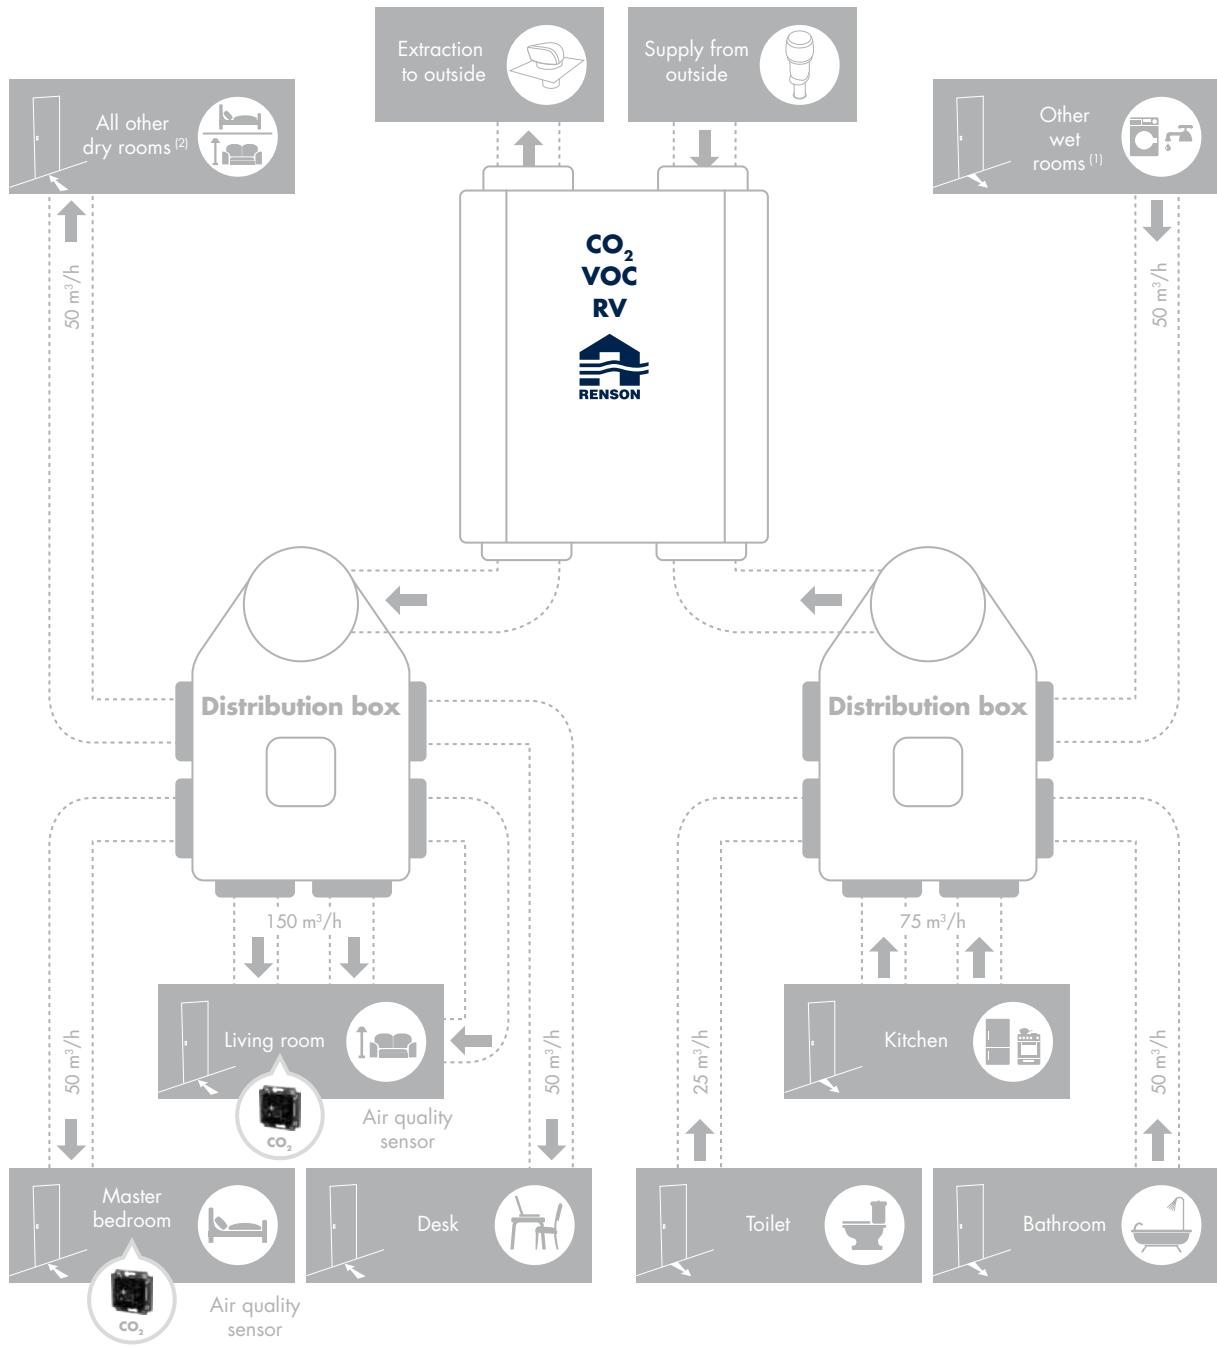 Extraction
to outside
Supply from
outside
All other
dry rooms (2)
Other
wet
rooms (1)
CO2
VOC
RV
RENSON
50 m³/h
50 m³/h
Distribution box
Distribution box
150 m³/h
75 m³/h
Living room
Kitchen
50 m³/h
50 m³/h
25 m³/h
50 m³/h
CO2
Air quality
sensor
Master
bedroom
Desk
Toilet
Bathroom
CO2
Air quality
sensor